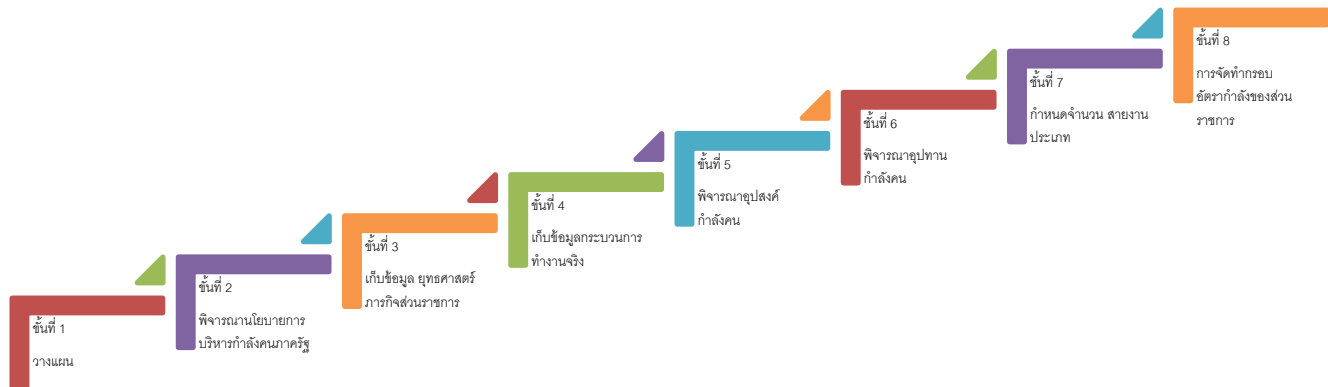 ขั้นที่ 1
วางแผน
ขั้นที่ 2
พิจารณานโยบายการ
บริหารกำลังคนภาครัฐ
ขั้นที่ 3
เก็บข้อมูล ยุทธศาสตร์
ภารกิจส่วนราชการ
ขั้นที่ 4
เก็บข้อมูลกระบวนการ
ทำงานจริง
ขั้นที่ 5
พิจารณาอุปสงค์
กำลังคน
ขั้นที่ 6
พิจารณาอุปทาน
กำลังคน
ขั้นที่ 7
กำหนดจำนวน สายงาน
ประเภท
ขั้นที่ 8
การจัดทำกรอบ
อัตรากำลังของส่วน
ราชการ